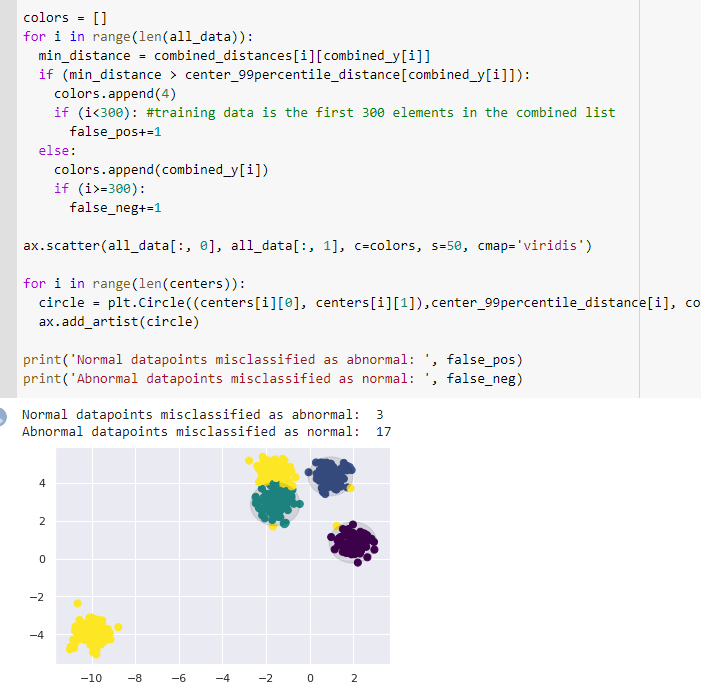 colors = []
for i in range(len(all_data)):
  min_distance = combined_distances[i][combined_y[i]]
  if (min_distance > center_99percentile_distance[combined_y[i]]):
    colors.append(4)
    if (i<300): #training data is the first 300 elements in the combined list
      false_pos+=1
  else:
    colors.append(combined_y[i])
    if (i>=300):
      false_neg+=1
ax.scatter(all_data[:, 0], all_data[:, 1], c=colors, s=50, cmap='viridis')
for i in range(len(centers)):
  circle = plt.Circle((centers[i][0], centers[i][1]),center_99percentile_distance[i], co
  ax.add_artist(circle)
print('Normal datapoints misclassified as abnormal: ', false_pos)
print('Abnormal datapoints misclassified as normal: ', false_neg)
Normal datapoints misclassified as abnormal:  3
Abnormal datapoints misclassified as normal:  17
4
2
0
−2
−4
−10 −8 −6 −4 −2 0 2